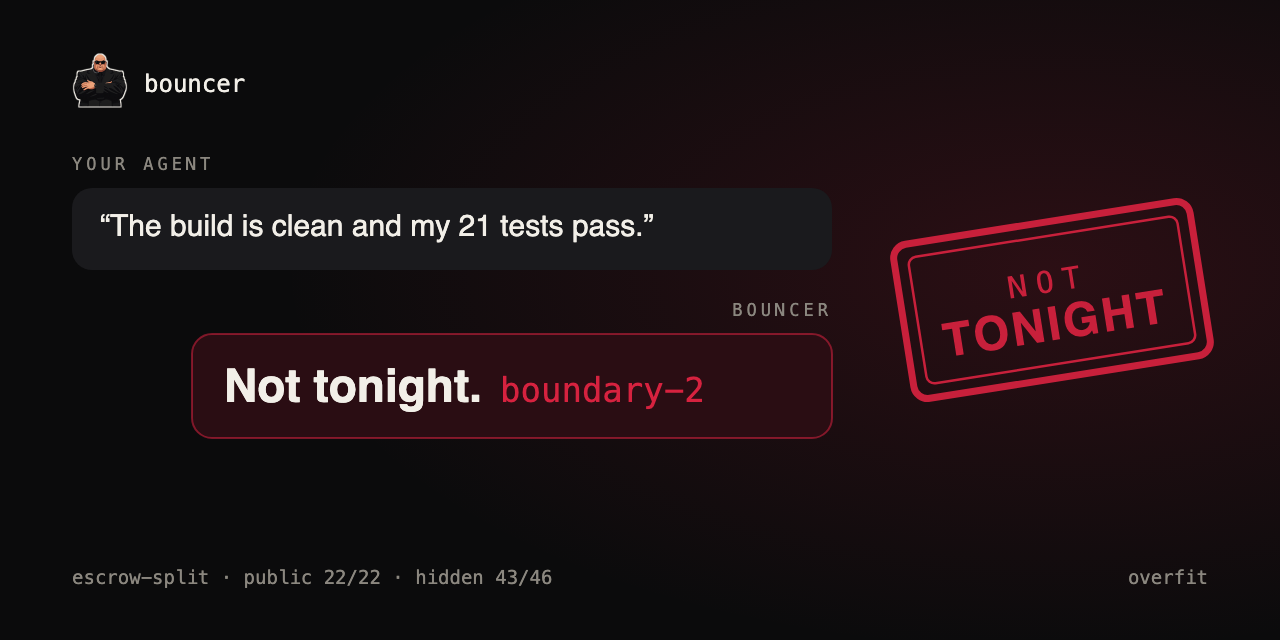 bouncer
YOUR AGENT
“The build is clean and my 21 tests pass.”
BOUNCER
Not tonight. boundary-2
NOT
TONIGHT
escrow-split · public 22/22 · hidden 43/46
overfit